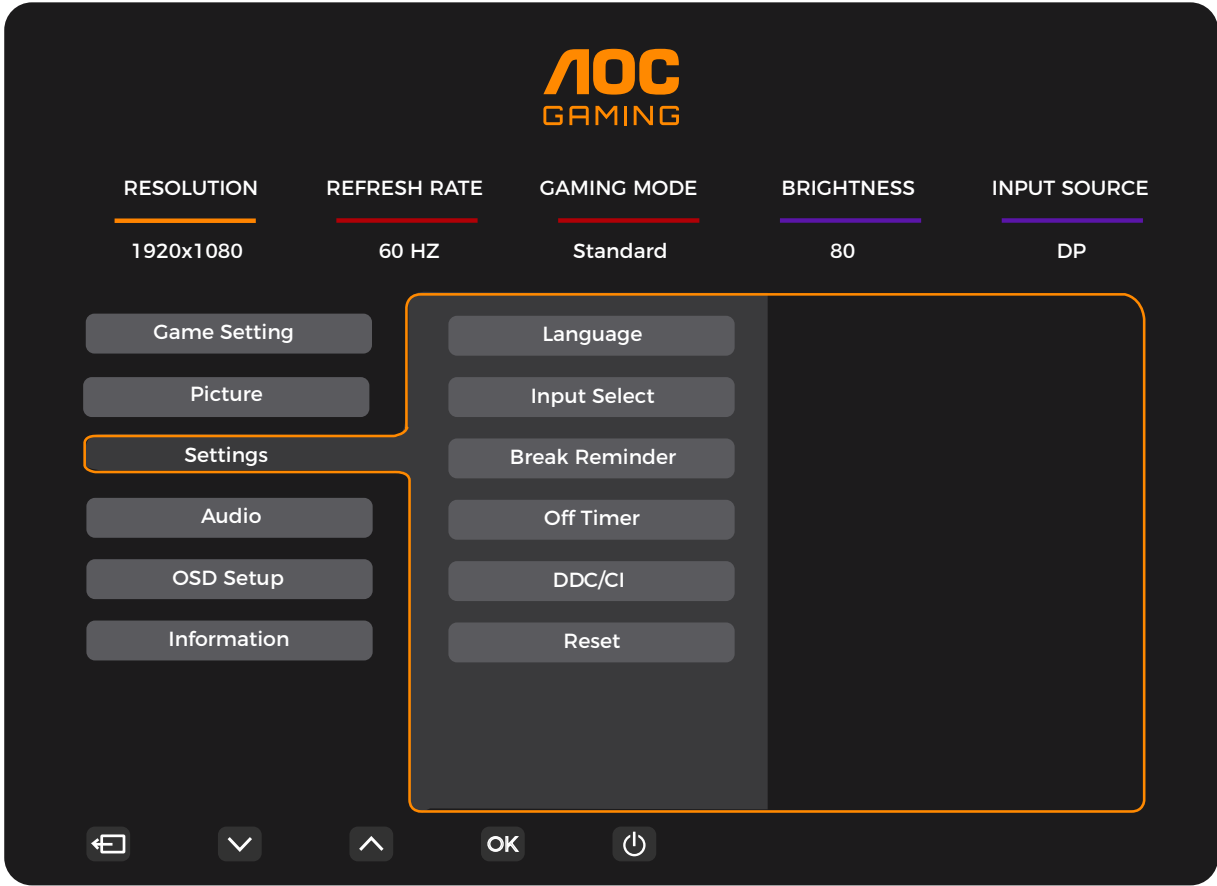 AOC
GAMING
RESOLUTION REFRESH RATE GAMING MODE BRIGHTNESS INPUT SOURCE
1920x1080 60 HZ Standard 80 DP
Game Setting Language
Picture Input Select
Settings Break Reminder
Audio Off Timer
OSD Setup DDC/CI
Information Reset
OK